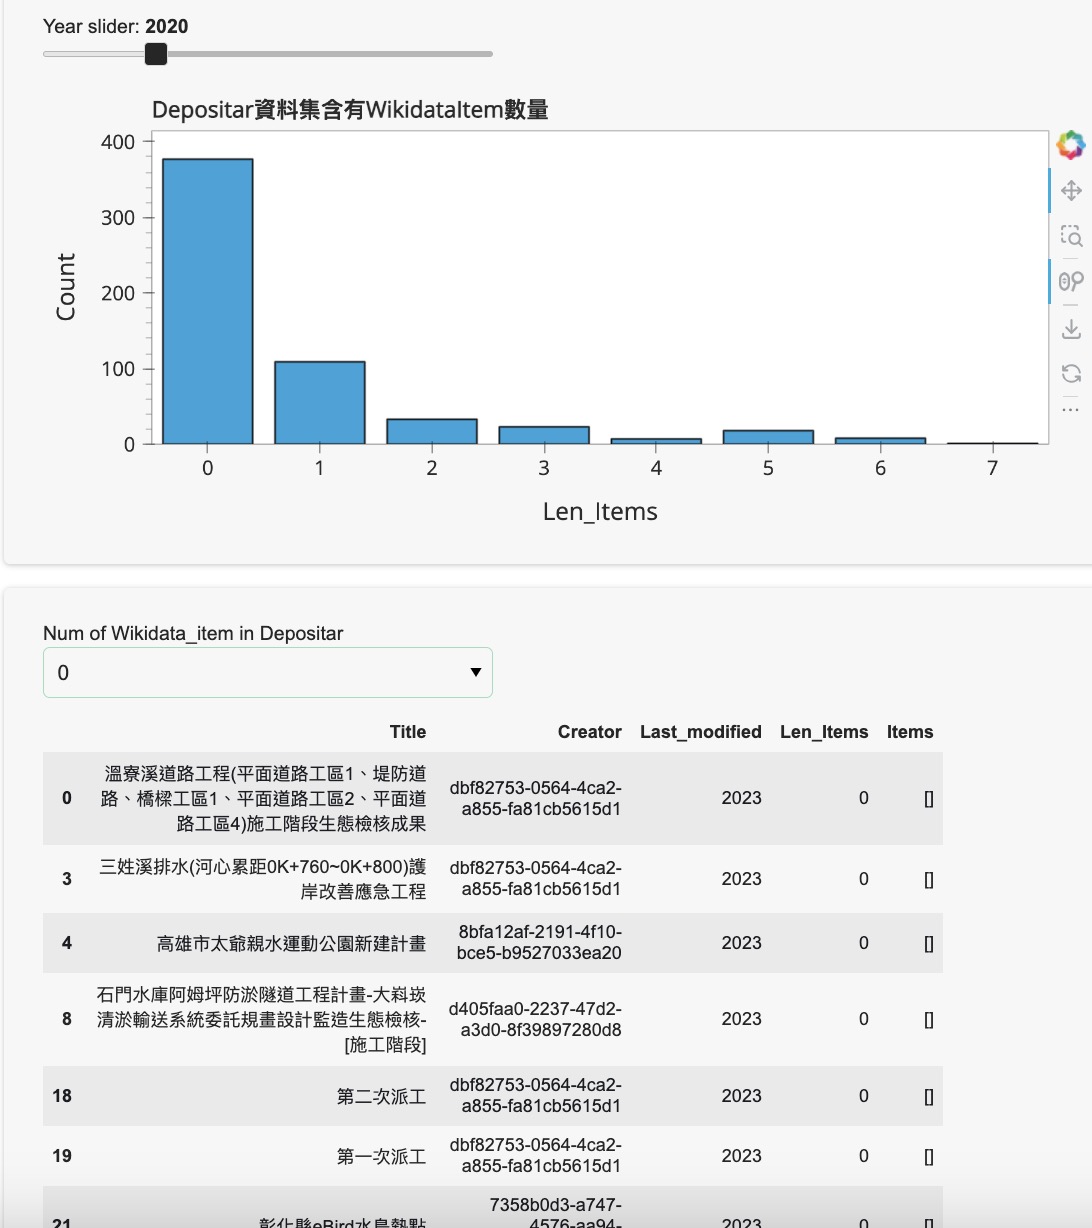 Year slider: 2020
Depositar資料集含有WikidataItem數量
400
300
200
100
0
Count
0 1 2 3 4 5 6 7
Len_Items
Num of Wikidata_item in Depositar
0
Title Creator Last_modified Len_Items Items
0 溫寮溪道路工程(平面道路工區1、堤防道
路、橋樑工區1、平面道路工區2、平面道
路工區4)施工階段生態檢核成果
dbf82753-0564-4ca2-
a855-fa81cb5615d1
2023 0 []
3 三姓溪排水(河心累距0K+760~0K+800)護
岸改善應急工程
dbf82753-0564-4ca2-
a855-fa81cb5615d1
2023 0 []
4 高雄市太爺親水運動公園新建計畫
8bfa12af-2191-4f10-
bce5-b9527033ea20
2023 0 []
8 石門水庫阿姆坪防淤隧道工程計畫-大嵙崁
清淤輸送系統委託規畫設計監造生態檢核-
[施工階段]
d405faa0-2237-47d2-
a3d0-8f39897280d8
2023 0 []
18 第二次派工
dbf82753-0564-4ca2-
a855-fa81cb5615d1
2023 0 []
19 第一次派工
dbf82753-0564-4ca2-
a855-fa81cb5615d1
2023 0 []
21 彰化縣eBird水鳥熱點
7358b0d3-a747-
4576-aa94-
2023 0 []